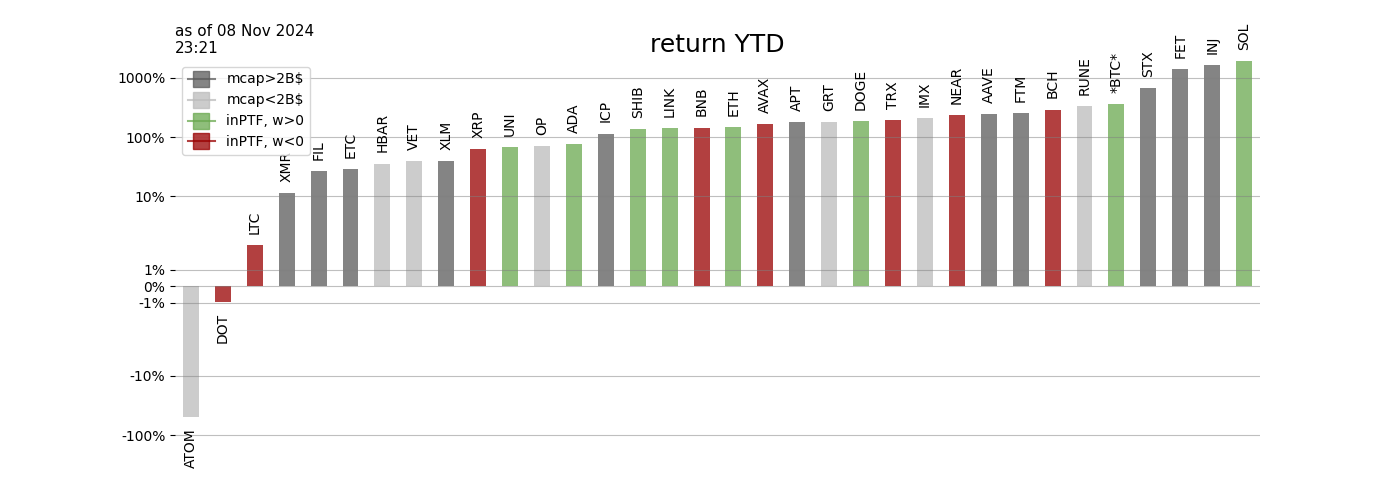 as of 08 Nov 2024
23:21
return YTD
mcap>2B$
mcap<2B$
inPTF, w>0
inPTF, w<0
1000%
100%
10%
1%
0%
-1%
-10%
-100%
ATOM
DOT
LTC
XMR
FIL
ETC
HBAR
VET
XLM
XRP
UNI
OP
ADA
ICP
SHIB
LINK
BNB
ETH
AVAX
APT
GRT
DOGE
TRX
IMX
NEAR
AAVE
FTM
BCH
RUNE
*BTC*
STX
FET
INJ
SOL